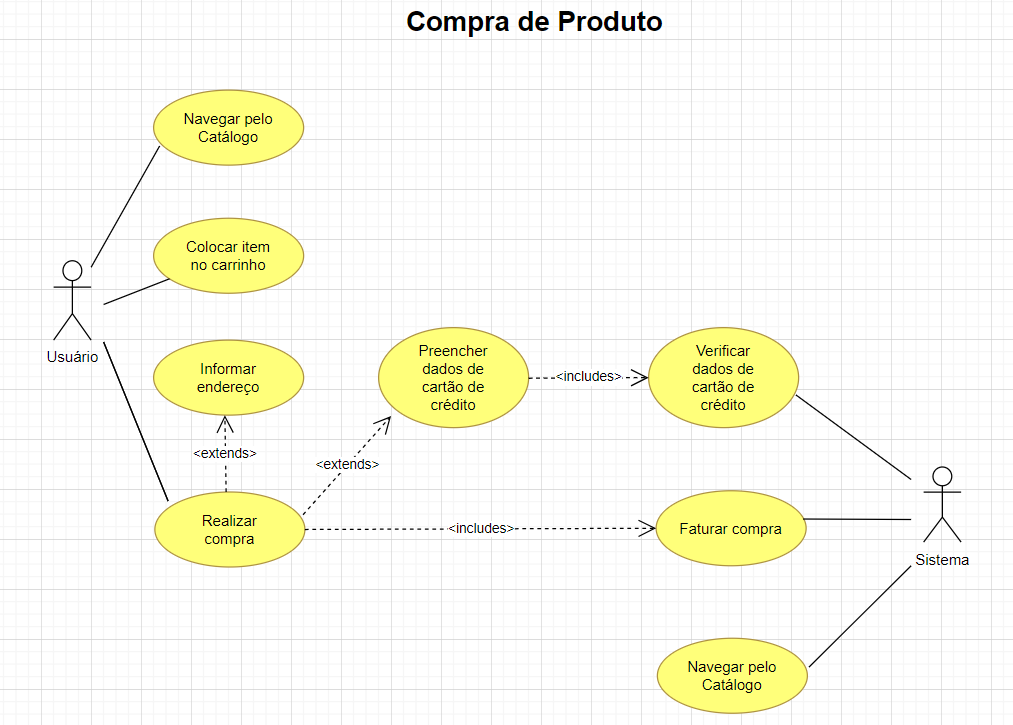 Compra de Produto
Navegar pelo
Catálogo
Colocar item
no carrinho
Usuário
Informar
endereço
Preencher
dados de
cartão de
crédito
<includes>
Verificar
dados de
cartão de
crédito
<extends>
<extends>
Realizar
compra
<includes>
Faturar compra
Sistema
Navegar pelo
Catálogo